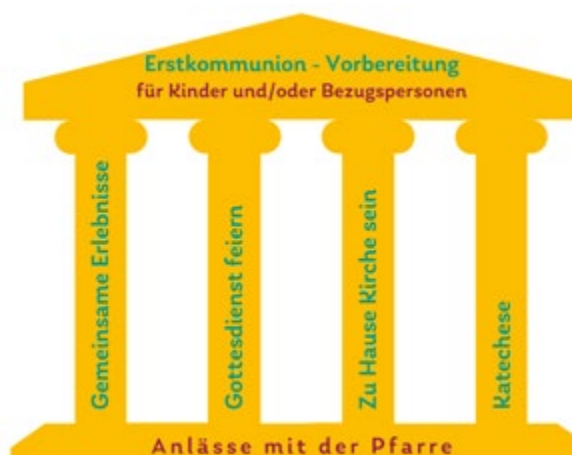 Erstkommunion - Vorbereitung
für Kinder und/oder Bezugspersonen
Gemeinsame Erlebnisse
Gottesdienst feiern
Zu Hause Kirche sein
Katechese
Anlässe mit der Pfarre